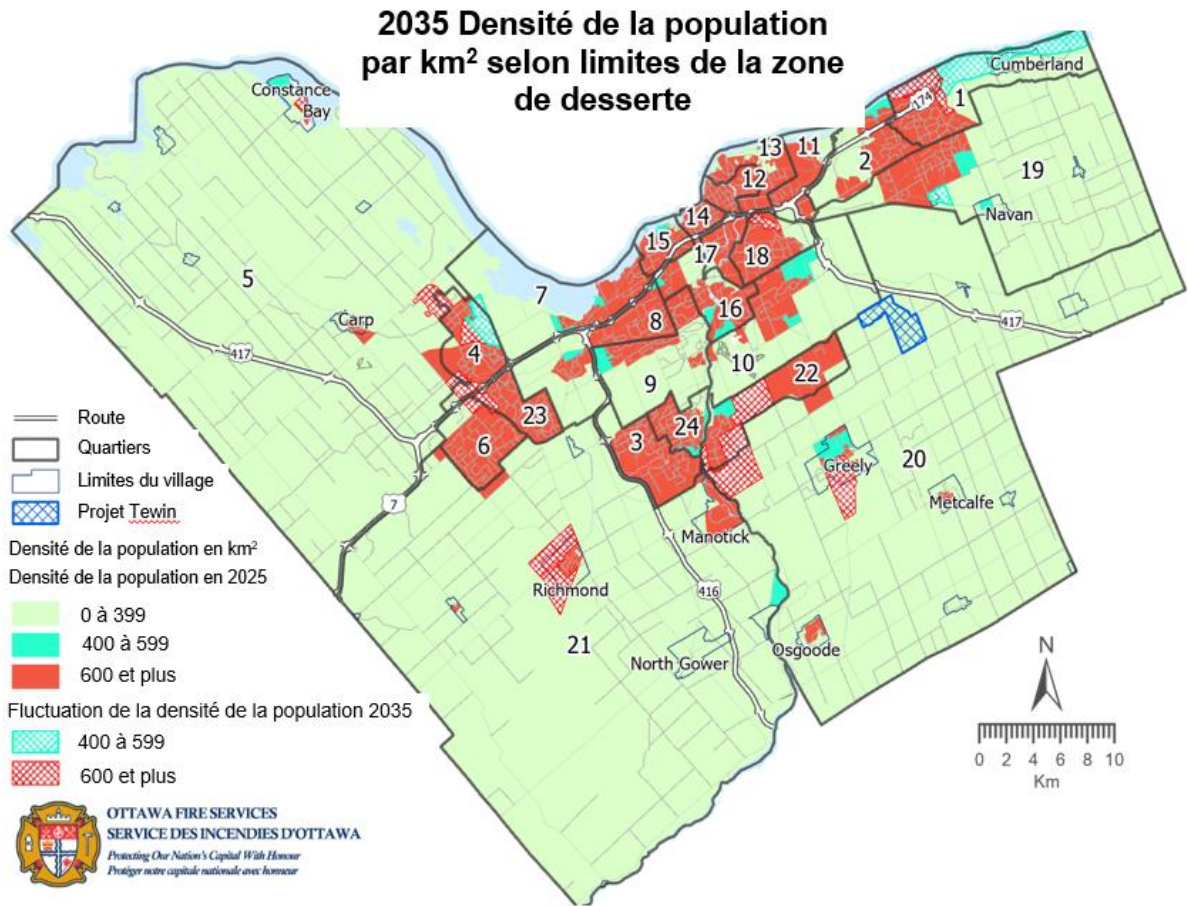 2035 Densité de la population
par km² selon limites de la zone
de desserte
Constance
Bay
Cumberland
174
1
13
11
2
12
19
14
Navan
15
17
18
5
7
16
8
Carp
417
4
417
10
22
9
23
24
3
6
20
Greely
Metcalfe
7
Manotick
Richmond
416
21
North Gower
Osgoode
Route
Quartiers
Limites du village
Projet Tewin
Densité de la population en km²
Densité de la population en 2025
0 à 399
400 à 599
600 et plus
Fluctuation de la densité de la population 2035
400 à 599
600 et plus
N
0 2 4 6 8 10
Km
OTTAWA FIRE SERVICES
SERVICE DES INCENDIES D'OTTAWA
Protecting Our Nation's Capital With Honour
Protéger notre capitale nationale avec honneur